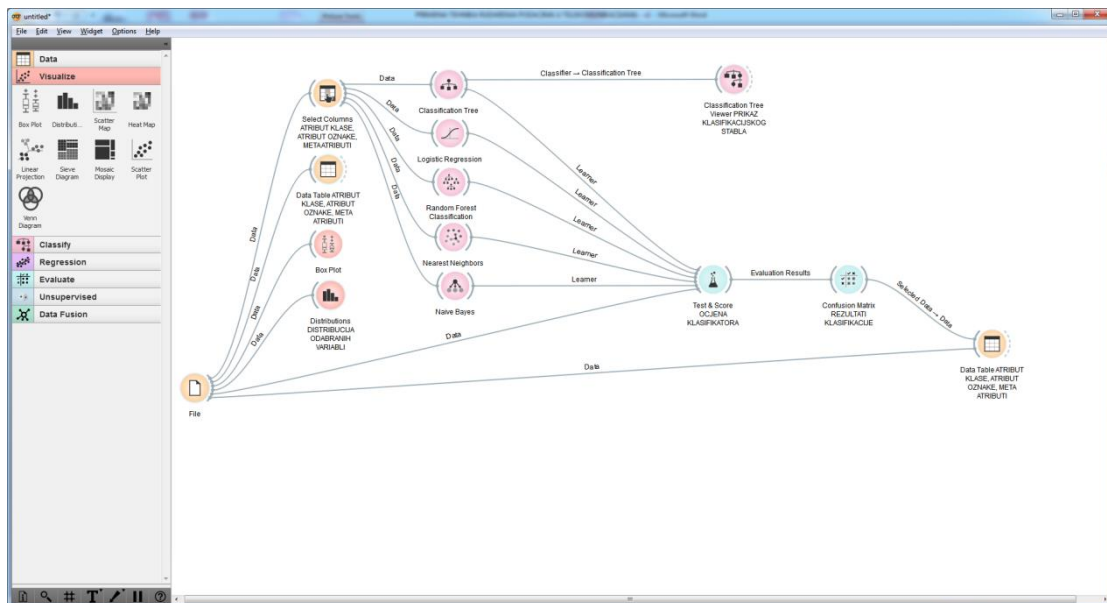 untitled*
File Edit View Widget Options Help
Data
Visualize
Box Plot
Distributi...
Scatter
Map
Heat Map
Linear
Projection
Sieve
Diagram
Mosaic
Display
Scatter
Plot
Venn
Diagram
Classify
Regression
Evaluate
Unsupervised
Data Fusion
File
Data
Data
Data
Data
Data
Data
Select Columns
ATRIBUT KLASE,
ATRIBUT OZNAKE,
METAATRIBUTI
Data Table ATRIBUT
KLASE, ATRIBUT
OZNAKE, META
ATRIBUTI
Box Plot
Distributions
DISTRIBUCIJA
ODABRANIH
VARIABLI
Data
Data
Data
Data
Data
Classification Tree
Logistic Regression
Random Forest
Classification
Nearest Neighbors
Naive Bayes
Classifier → Classification Tree
Classification Tree
Viewer PRIKAZ
KLASIFIKACIJSKOG
STABLA
Learner
Learner
Learner
Learner
Learner
Test & Score
OCJENA
KLASIFIKATORA
Evaluation Results
Confusion Matrix
REZULTATI
KLASIFIKACIJE
Selected Data → Data
Data Table ATRIBUT
KLASE, ATRIBUT
OZNAKE, META
ATRIBUTI